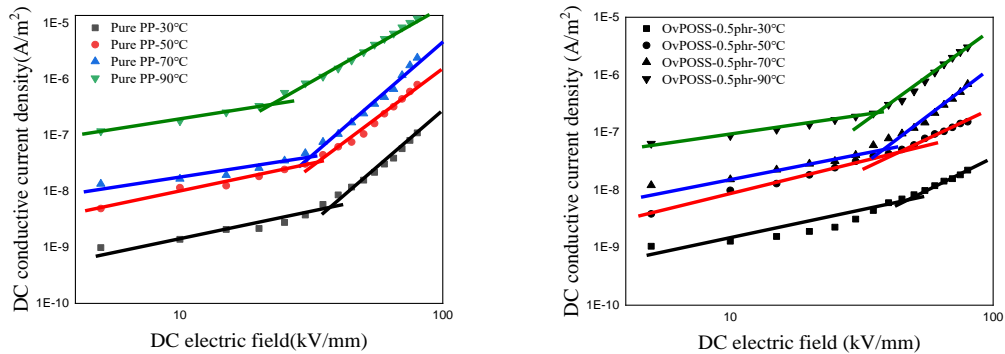 1E-5
1E-6
1E-7
1E-8
1E-9
1E-10
DC conductive current density(A/m²)
Pure PP-30℃
Pure PP-50℃
Pure PP-70℃
Pure PP-90℃
10
100
DC electric field(kV/mm)
1E-5
1E-6
1E-7
1E-8
1E-9
1E-10
DC conductive current density (A/m²)
OvPOSS-0.5phr-30℃
OvPOSS-0.5phr-50℃
OvPOSS-0.5phr-70℃
OvPOSS-0.5phr-90℃
10
100
DC electric field (kV/mm)